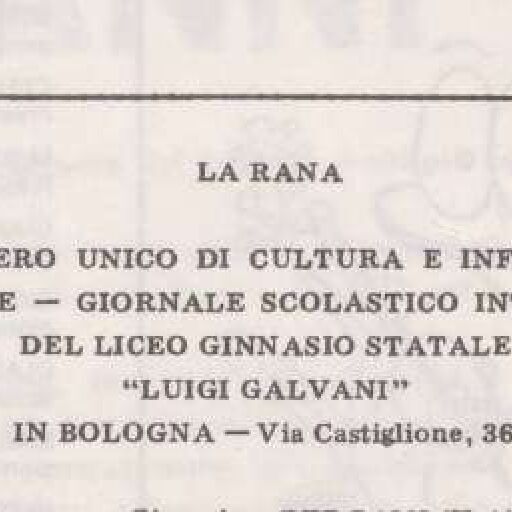 LA RANA
ERO UNICO DI CULTURA E INF
E — GIORNALE SCOLASTICO IN
DEL LICEO GINNASIO STATALE
“LUIGI GALVANI”
IN BOLOGNA — Via Castiglione, 36